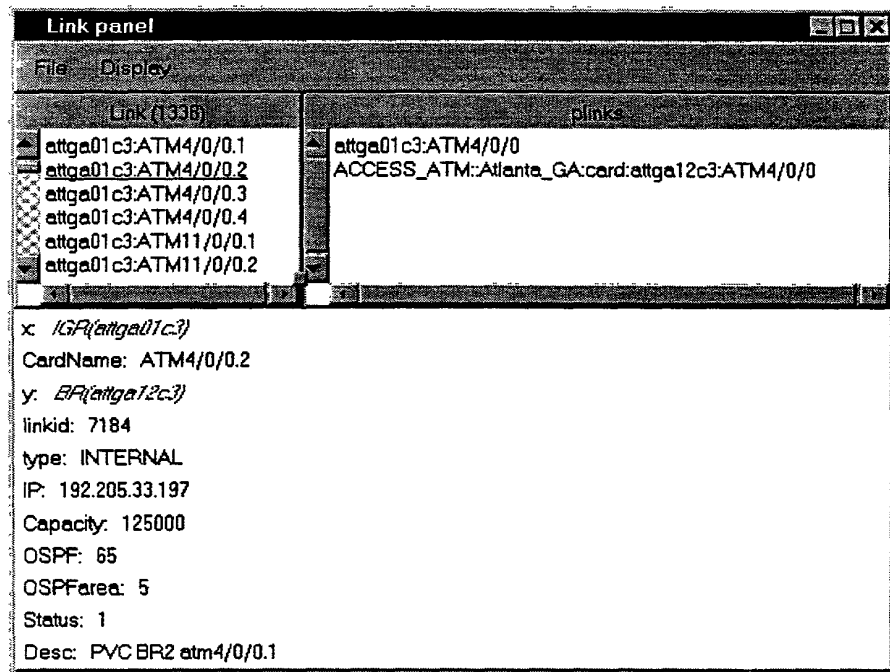 Link panel
File Display
Link (1338)
plinks
attga01c3:ATM4/0/0.1
attga01c3:ATM4/0/0.2
attga01c3:ATM4/0/0.3
attga01c3:ATM4/0/0.4
attga01c3:ATM11/0/0.1
attga01c3:ATM11/0/0.2
attga01c3:ATM4/0/0
ACCESS_ATM::Atlanta_GA:card:attga12c3:ATM4/0/0
x: IGR(attga01c3)
CardName: ATM4/0/0.2
y: BR(attga12c3)
linkid: 7184
type: INTERNAL
IP: 192.205.33.197
Capacity: 125000
OSPF: 65
OSPFarea: 5
Status: 1
Desc: PVC BR2 atm4/0/0.1